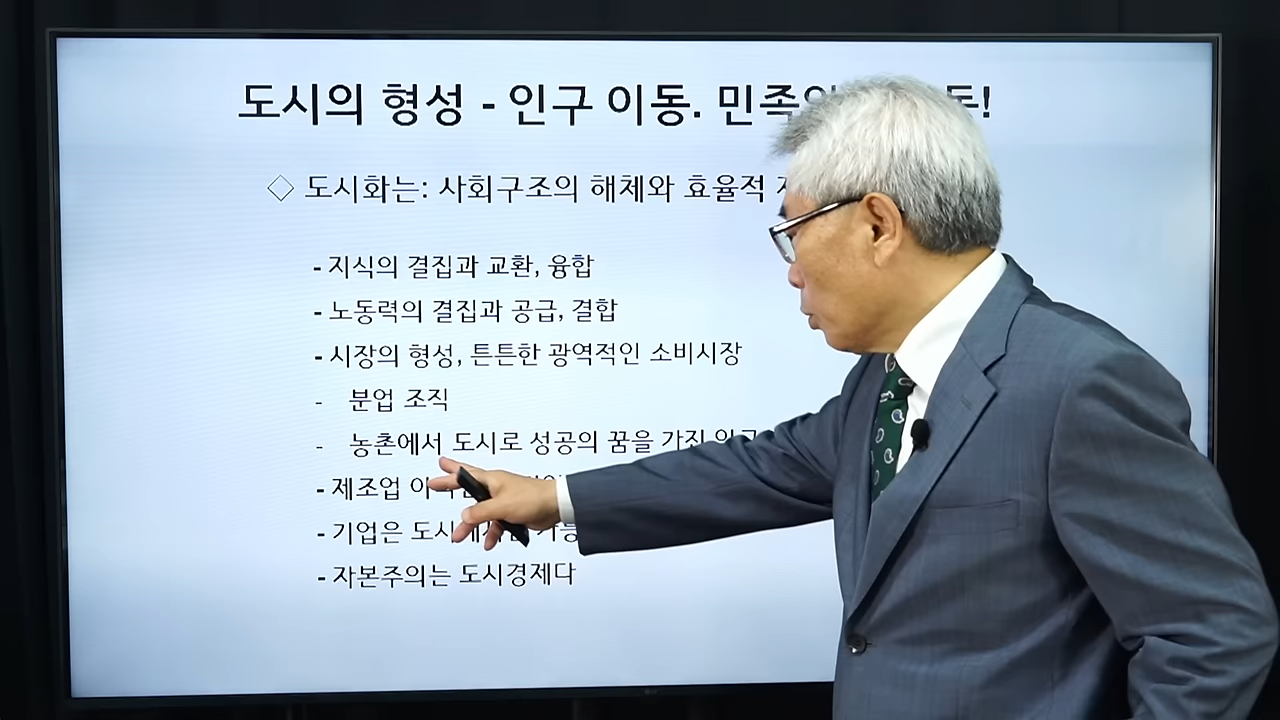 도시의 형성 - 인구 이동. 민족의
◇ 도시화는: 사회구조의 해체와 효율적
- 지식의 결집과 교환, 융합
- 노동력의 결집과 공급, 결합
- 시장의 형성, 튼튼한 광역적인 소비시장
- 분업 조직
- 농촌에서 도시로 성공의 꿈을 가진 인구
- 제조업
- 기업은
- 자본주의는 도시경제다
LG